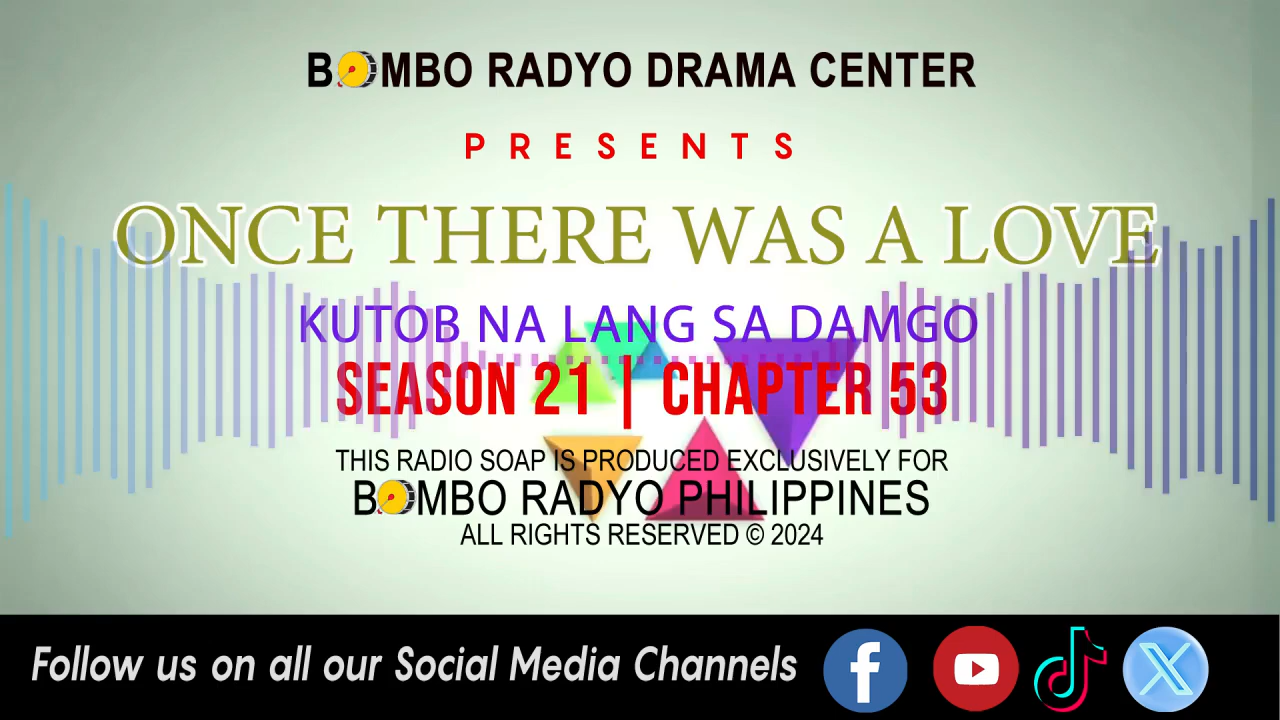 BOMBO RADYO DRAMA CENTER
PRESENTS
ONCE THERE WAS A LOVE
KUTOB NA LANG SA DAMGO
SEASON 21 | CHAPTER 53
THIS RADIO SOAP IS PRODUCED EXCLUSIVELY FOR
BOMBO RADYO PHILIPPINES
ALL RIGHTS RESERVED © 2024
Follow us on all our Social Media Channels